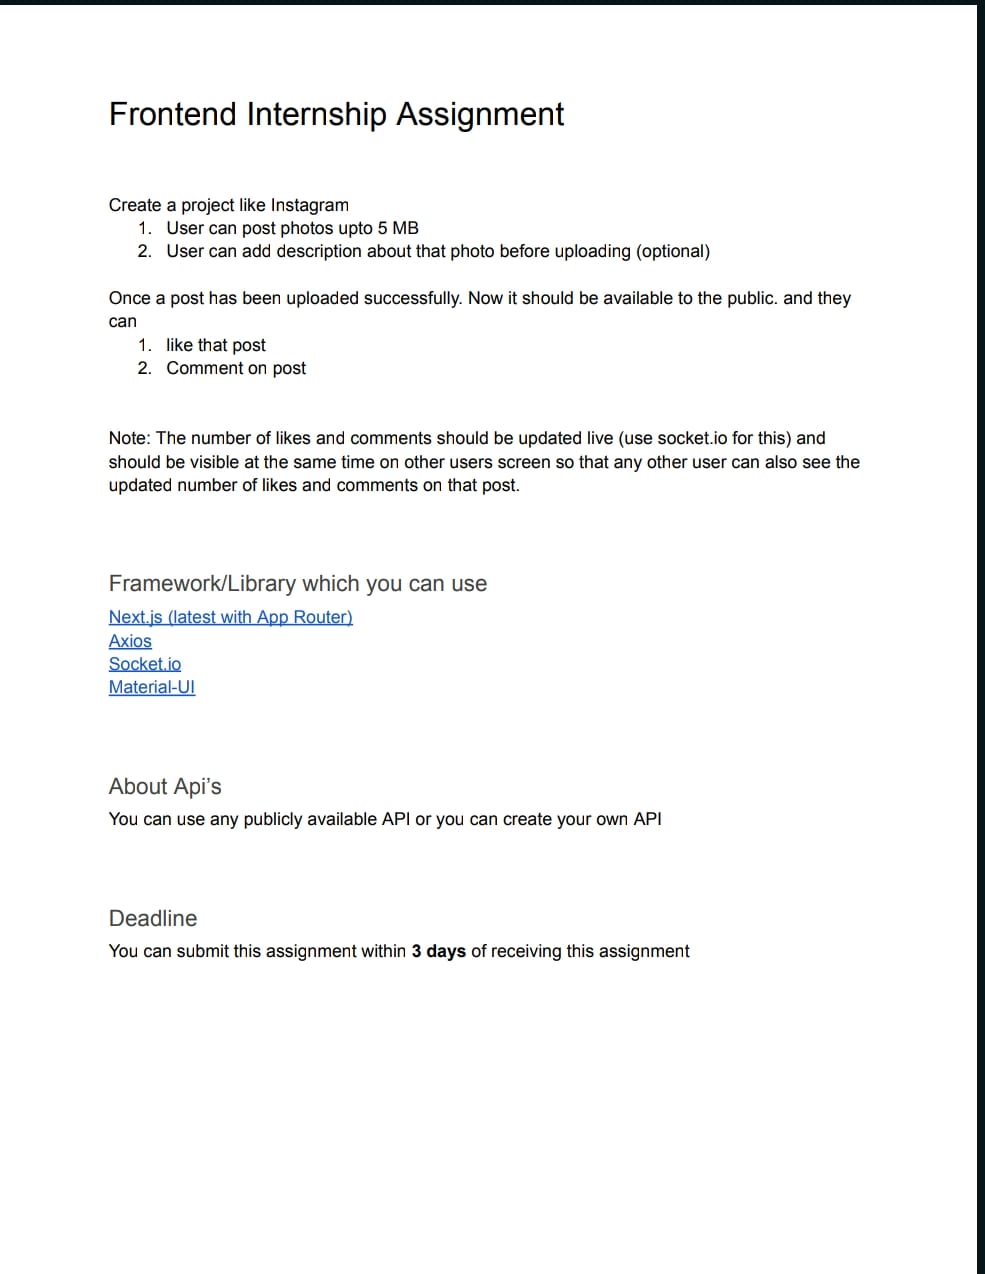 Frontend Internship Assignment
Create a project like Instagram
1. User can post photos upto 5 MB
2. User can add description about that photo before uploading (optional)
Once a post has been uploaded successfully. Now it should be available to the public. and they
can
1. like that post
2. Comment on post
Note: The number of likes and comments should be updated live (use socket.io for this) and
should be visible at the same time on other users screen so that any other user can also see the
updated number of likes and comments on that post.
Framework/Library which you can use
Next.js (latest with App Router)
Axios
Socket.io
Material-UI
About Api's
You can use any publicly available API or you can create your own API
Deadline
You can submit this assignment within 3 days of receiving this assignment